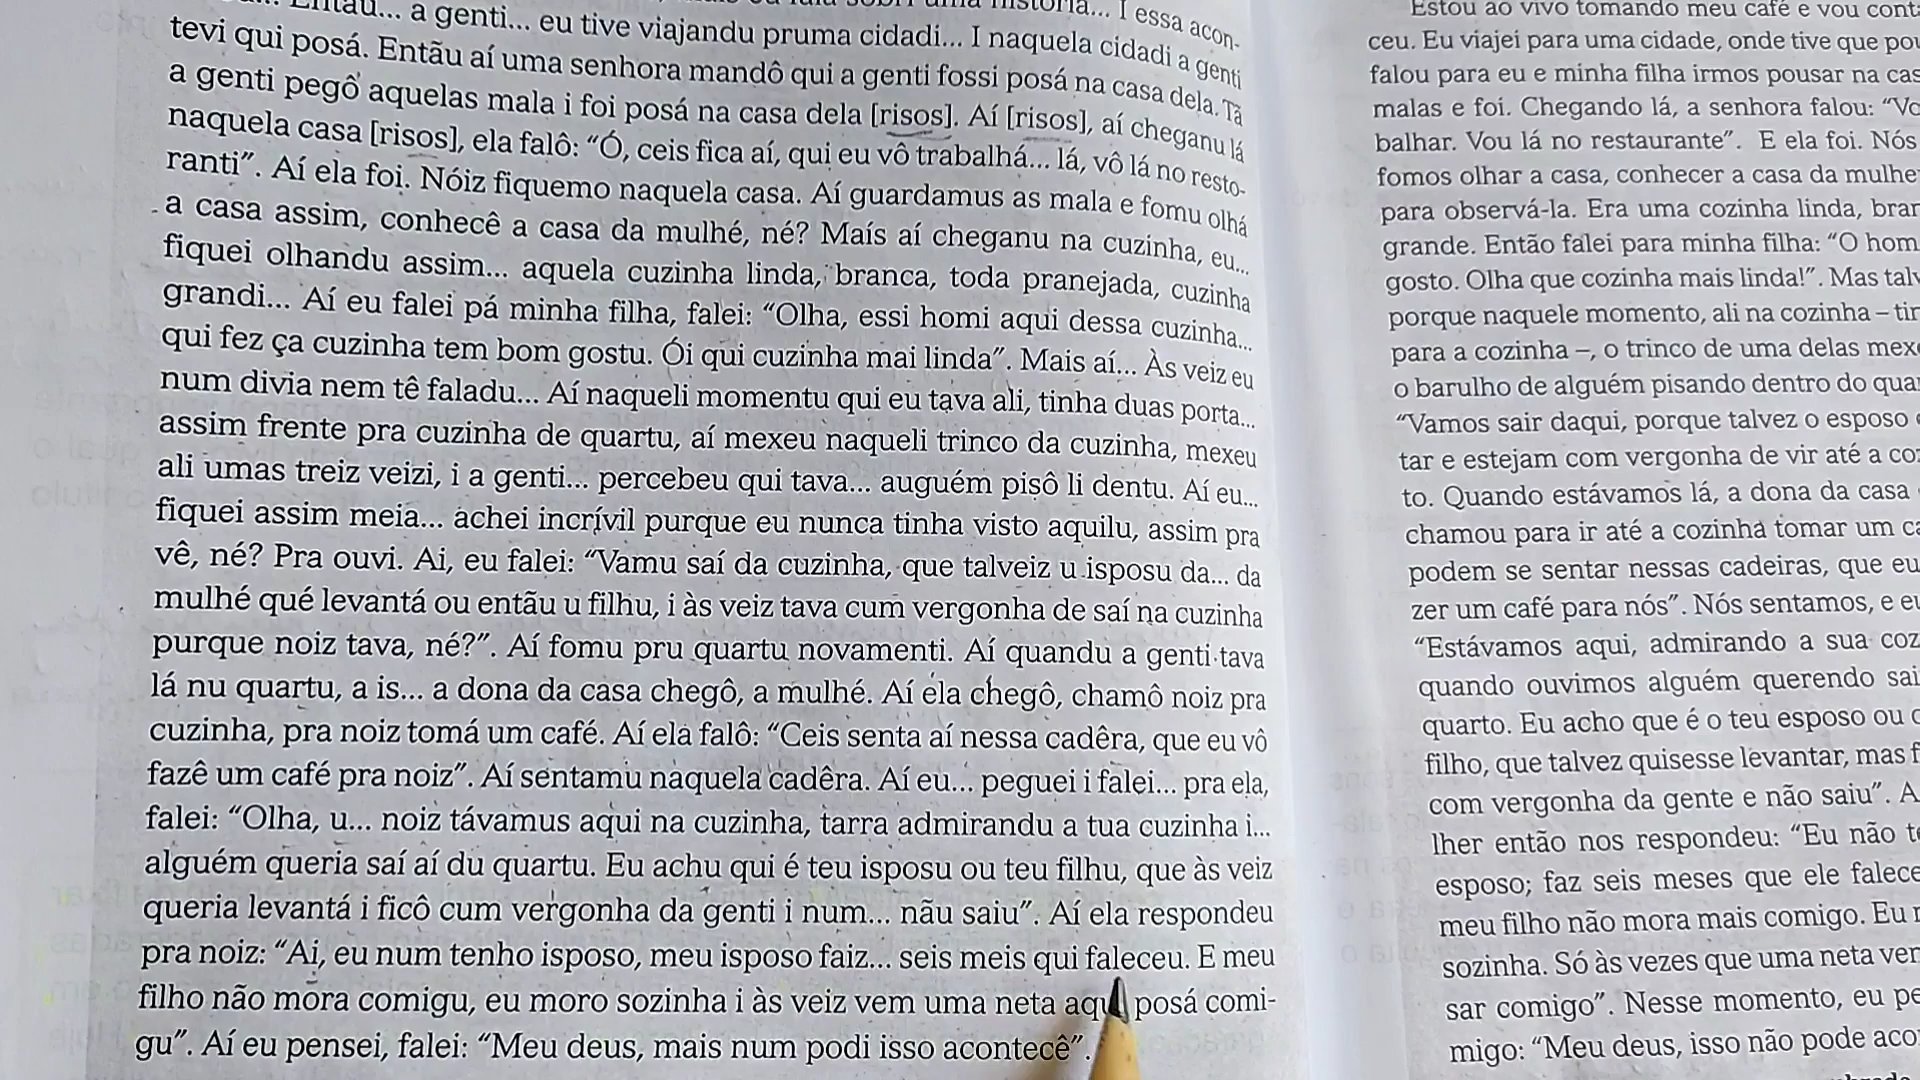 Entãu... a genti... eu tive viajandu pruma cidadi... I naquela cidadi a genti
tevi qui posá. Entãu aí uma senhora mandô qui a genti fossi posá na casa dela. Tã
a genti pegô aquelas mala i foi posá na casa dela [risos]. Aí [risos], aí cheganu lá
naquela casa [risos], ela falô: “Ó, ceis fica aí, qui eu vô trabalhá... lá, vô lá no resto-
ranti”. Aí ela foi. Nóiz fiquemo naquela casa. Aí guardamus as mala e fomu olhá
a casa assim, conhecê a casa da mulhé, né? Maís aí cheganu na cuzinha, eu...
fiquei olhandu assim... aquela cuzinha linda, branca, toda pranejada, cuzinha
grandi... Aí eu falei pá minha filha, falei: “Olha, essi homi aqui dessa cuzinha...
qui fez ça cuzinha tem bom gostu. Ói qui cuzinha mai linda”. Mais aí... Às veiz eu
num divia nem tê faladu... Aí naqueli momentu qui eu tava ali, tinha duas porta...
assim frente pra cuzinha de quartu, aí mexeu naqueli trinco da cuzinha, mexeu
ali umas treiz veizi, i a genti... percebeu qui tava... auguém pisô li dentu. Aí eu...
fiquei assim meia... achei incrívil purque eu nunca tinha visto aquilu, assim pra
vê, né? Pra ouvi. Ai, eu falei: “Vamu saí da cuzinha, que talveiz u isposu da... da
mulhé qué levantá ou entãu u filhu, i às veiz tava cum vergonha de saí na cuzinha
purque noiz tava, né?”. Aí fomu pru quartu novamenti. Aí quandu a genti tava
lá nu quartu, a is... a dona da casa chegô, a mulhé. Aí ela chegô, chamô noiz pra
cuzinha, pra noiz tomá um café. Aí ela falô: “Ceis senta aí nessa cadêra, que eu vô
fazê um café pra noiz”. Aí sentamu naquela cadêra. Aí eu... peguei i falei... pra ela,
falei: “Olha, u... noiz távamus aqui na cuzinha, tarra admirandu a tua cuzinha i...
alguém queria saí aí du quartu. Eu achu qui é teu isposu ou teu filhu, que às veiz
queria levantá i ficô cum vergonha da genti i num... nãu saiu”. Aí ela respondeu
pra noiz: “Ai, eu num tenho isposo, meu isposo faiz... seis meis qui faleceu. E meu
filho não mora comigu, eu moro sozinha i às veiz vem uma neta aqui posá comi-
gu”. Aí eu pensei, falei: “Meu deus, mais num podi isso acontecê”.
Estou ao vivo tomando meu café e vou
ceu. Eu viajei para uma cidade, onde tive que
falou para eu e minha filha irmos pousar na
malas e foi. Chegando lá, a senhora falou:
balhar. Vou lá no restaurante”. E ela foi. Nós
fomos olhar a casa, conhecer a casa da
para observá-la. Era uma cozinha linda,
grande. Então falei para minha filha: “O
gosto. Olha que cozinha mais linda!”. Mas
porque naquele momento, ali na cozinha –
para a cozinha –, o trinco de uma delas
o barulho de alguém pisando dentro do
“Vamos sair daqui, porque talvez o esposo
tar e estejam com vergonha de vir até a
to. Quando estávamos lá, a dona da casa
chamou para ir até a cozinha tomar um
podem se sentar nessas cadeiras, que eu
zer um café para nós”. Nós sentamos, e
“Estávamos aqui, admirando a sua
quando ouvimos alguém querendo
quarto. Eu acho que é o teu esposo ou
filho, que talvez quisesse levantar, mas
com vergonha da gente e não saiu”.
lher então nos respondeu: “Eu não
esposo; faz seis meses que ele
meu filho não mora mais comigo. Eu
sozinha. Só às vezes que uma neta
sar comigo”. Nesse momento, eu
migo: “Meu deus, isso não pode